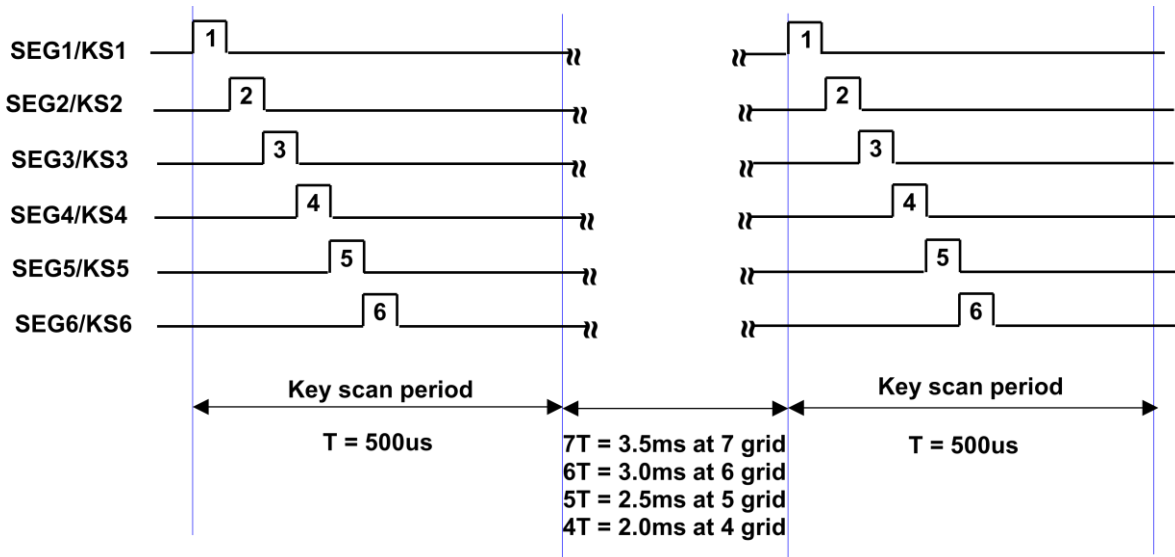 SEG1/KS1 1 1
SEG2/KS2 2 2
SEG3/KS3 3 3
SEG4/KS4 4 4
SEG5/KS5 5 5
SEG6/KS6 6 6
Key scan period
T = 500us
7T = 3.5ms at 7 grid
6T = 3.0ms at 6 grid
5T = 2.5ms at 5 grid
4T = 2.0ms at 4 grid
Key scan period
T = 500us